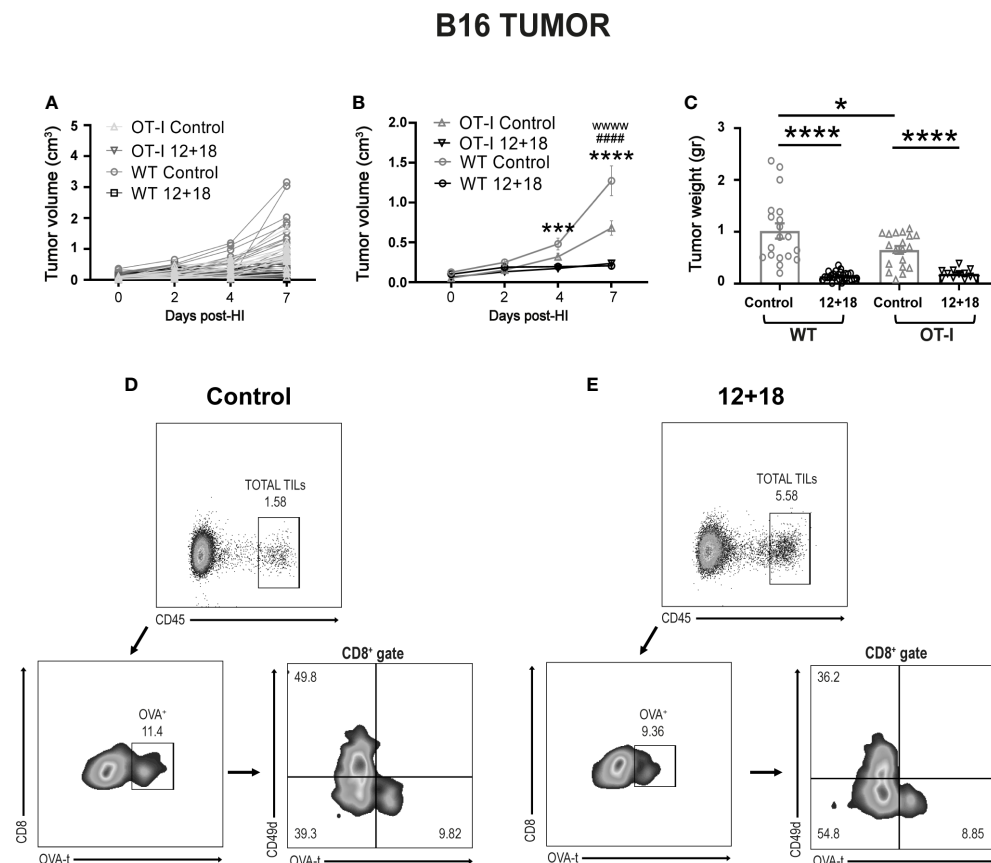 B16 TUMOR
A
Tumor volume (cm³)
5
4
3
2
1
0
OT-I Control
OT-I 12+18
WT Control
WT 12+18
0 2 4 7
Days post-HI
B
Tumor volume (cm³)
2.0
1.5
1.0
0.5
0.0
OT-I Control
OT-I 12+18
WT Control
WT 12+18
wwww
####
****
***
0 2 4 7
Days post-HI
C
Tumor weight (gr)
3
2
1
0
*
**** ****
Control 12+18 Control 12+18
WT OT-I
D
Control
TOTAL TILs
1.58
CD45
CD8
OVA⁺
11.4
OVA-t
CD8⁺ gate
CD49d
49.8
39.3 9.82
OVA-t
E
12+18
TOTAL TILs
5.58
CD45
CD8
OVA⁺
9.36
OVA-t
CD8⁺ gate
CD49d
36.2
54.8 8.85
OVA-t